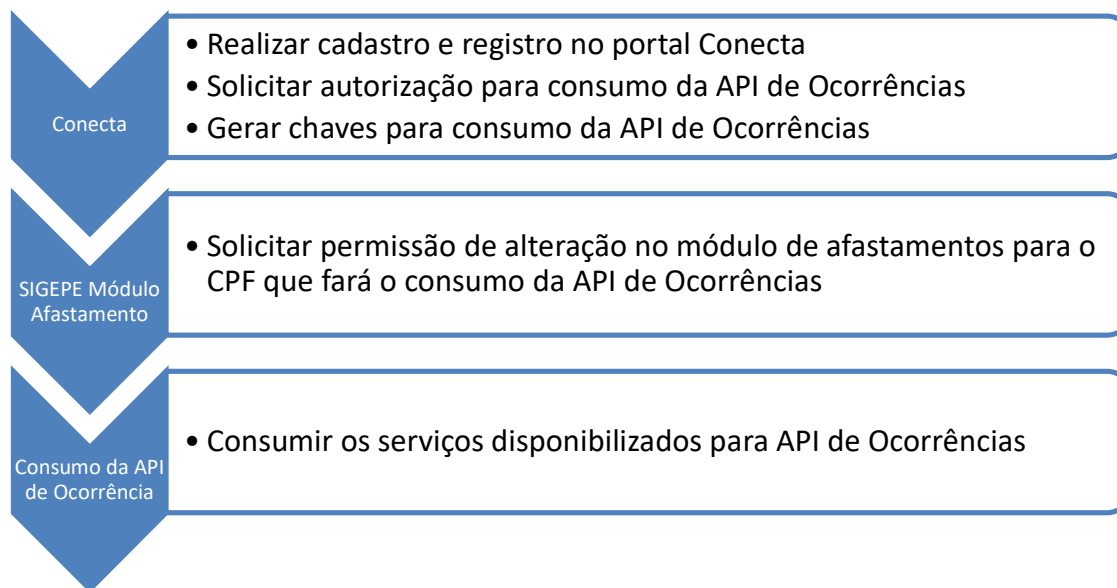 Conecta
• Realizar cadastro e registro no portal Conecta
• Solicitar autorização para consumo da API de Ocorrências
• Gerar chaves para consumo da API de Ocorrências
SIGEPE Módulo
Afastamento
• Solicitar permissão de alteração no módulo de afastamentos para o
CPF que fará o consumo da API de Ocorrências
Consumo da API
de Ocorrência
• Consumir os serviços disponibilizados para API de Ocorrências